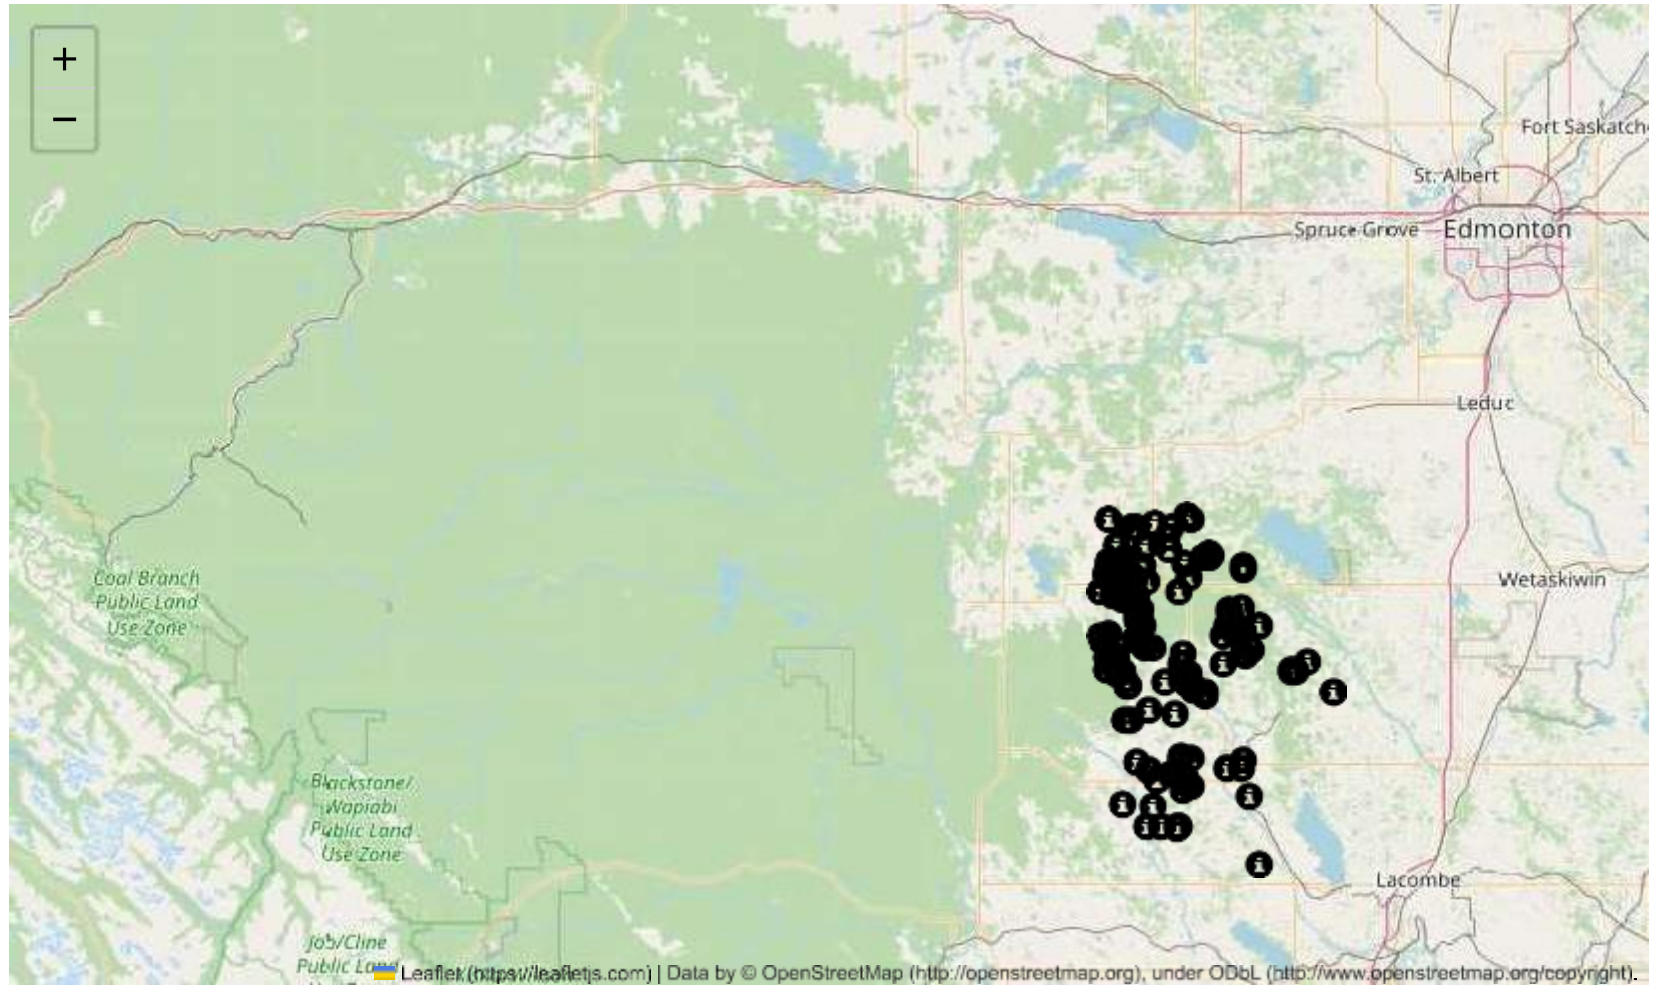 +
−
Fort Saskatch
St. Albert
Spruce Grove
Edmonton
Leduc
Wetaskiwin
Coal Branch
Public Land
Use Zone
Blackstone/
Wapiabi
Public Land
Use Zone
Lacombe
Job/Cline
Public Land
Leaflet (https://leafletjs.com) | Data by © OpenStreetMap (http://openstreetmap.org), under ODbL (http://www.openstreetmap.org/copyright).